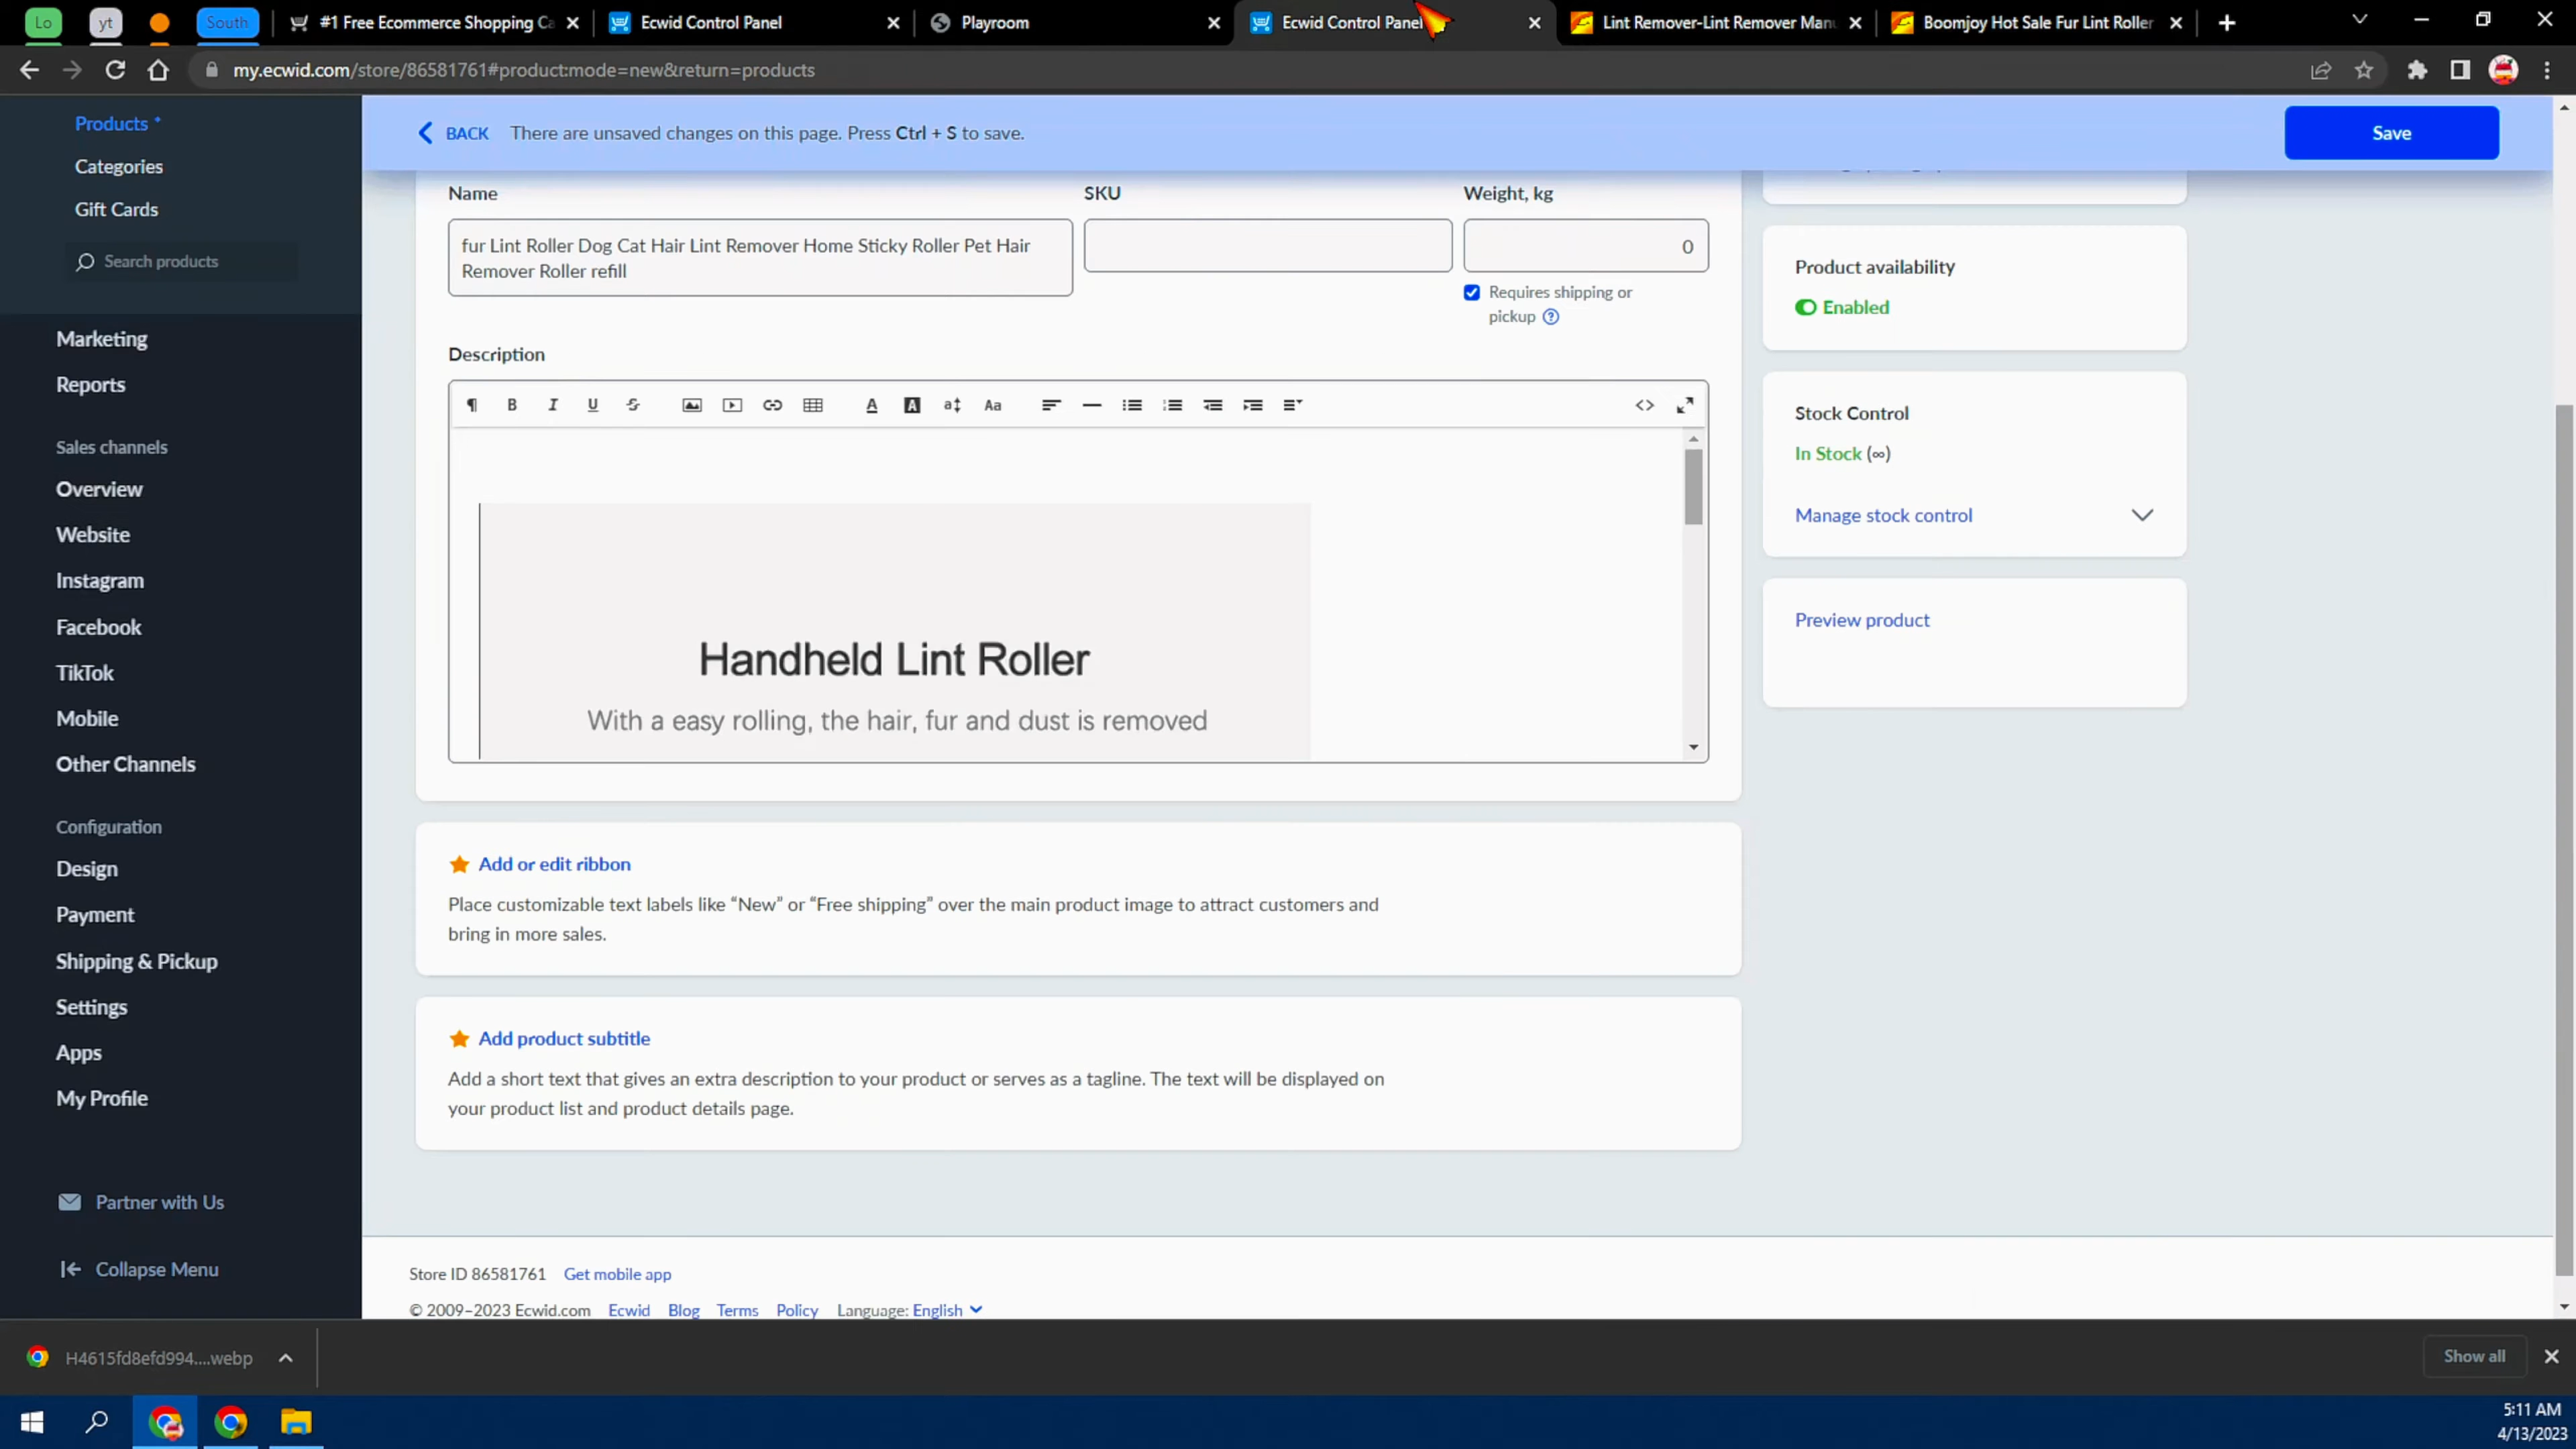 Lo
yt
South
#1 Free Ecommerce Shopping Ca
Ecwid Control Panel
Playroom
Ecwid Control Panel
Lint Remover-Lint Remover Manu
Boomjoy Hot Sale Fur Lint Roller
my.ecwid.com/store/86581761#product:mode=new&return=products
Products *
Categories
Gift Cards
Search products
Marketing
Reports
Sales channels
Overview
Website
Instagram
Facebook
TikTok
Mobile
Other Channels
Configuration
Design
Payment
Shipping & Pickup
Settings
Apps
My Profile
Partner with Us
Collapse Menu
BACK There are unsaved changes on this page. Press Ctrl + S to save.
Save
Name
SKU
Weight, kg
fur Lint Roller Dog Cat Hair Lint Remover Home Sticky Roller Pet Hair
Remover Roller refill
0
Requires shipping or
pickup
Description
Handheld Lint Roller
With a easy rolling, the hair, fur and dust is removed
Add or edit ribbon
Place customizable text labels like “New” or “Free shipping” over the main product image to attract customers and
bring in more sales.
Add product subtitle
Add a short text that gives an extra description to your product or serves as a tagline. The text will be displayed on
your product list and product details page.
Product availability
Enabled
Stock Control
In Stock (∞)
Manage stock control
Preview product
Store ID 86581761 Get mobile app
© 2009–2023 Ecwid.com Ecwid Blog Terms Policy Language: English
H4615fd8efd994....webp
Show all
5:11 AM
4/13/2023